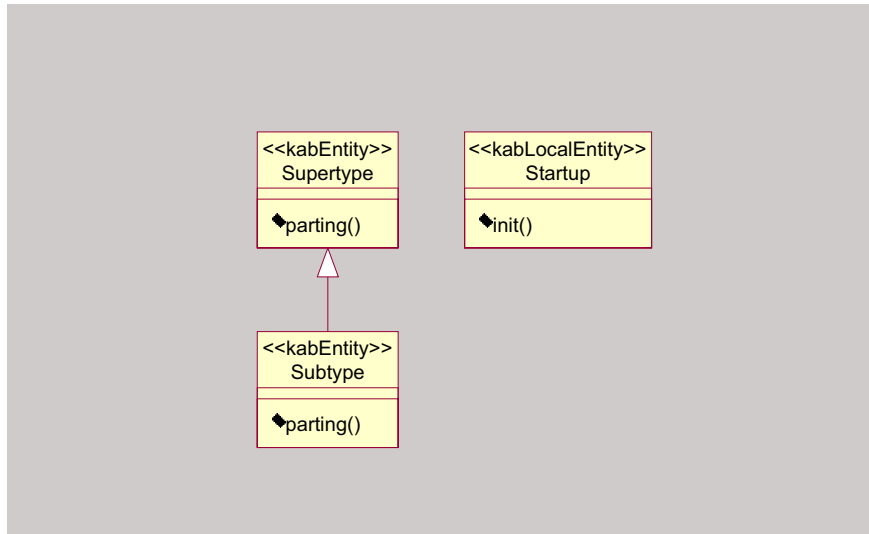 <<kabEntity>>
Supertype
parting()
<<kabLocalEntity>>
Startup
init()
<<kabEntity>>
Subtype
parting()